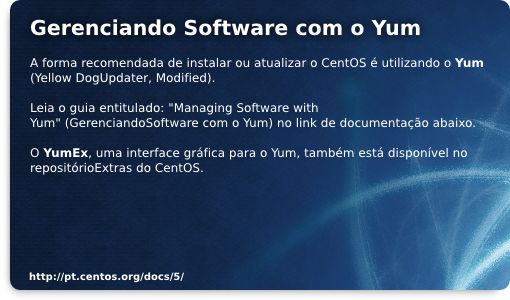 Gerenciando Software com o Yum
A forma recomendada de instalar ou atualizar o CentOS é utilizando o Yum
(Yellow DogUpdater, Modified).
Leia o guia entitulado: "Managing Software with
Yum" (GerenciandoSoftware com o Yum) no link de documentação abaixo.
O YumEx, uma interface gráfica para o Yum, também está disponível no
repositórioExtras do CentOS.
http://pt.centos.org/docs/5/